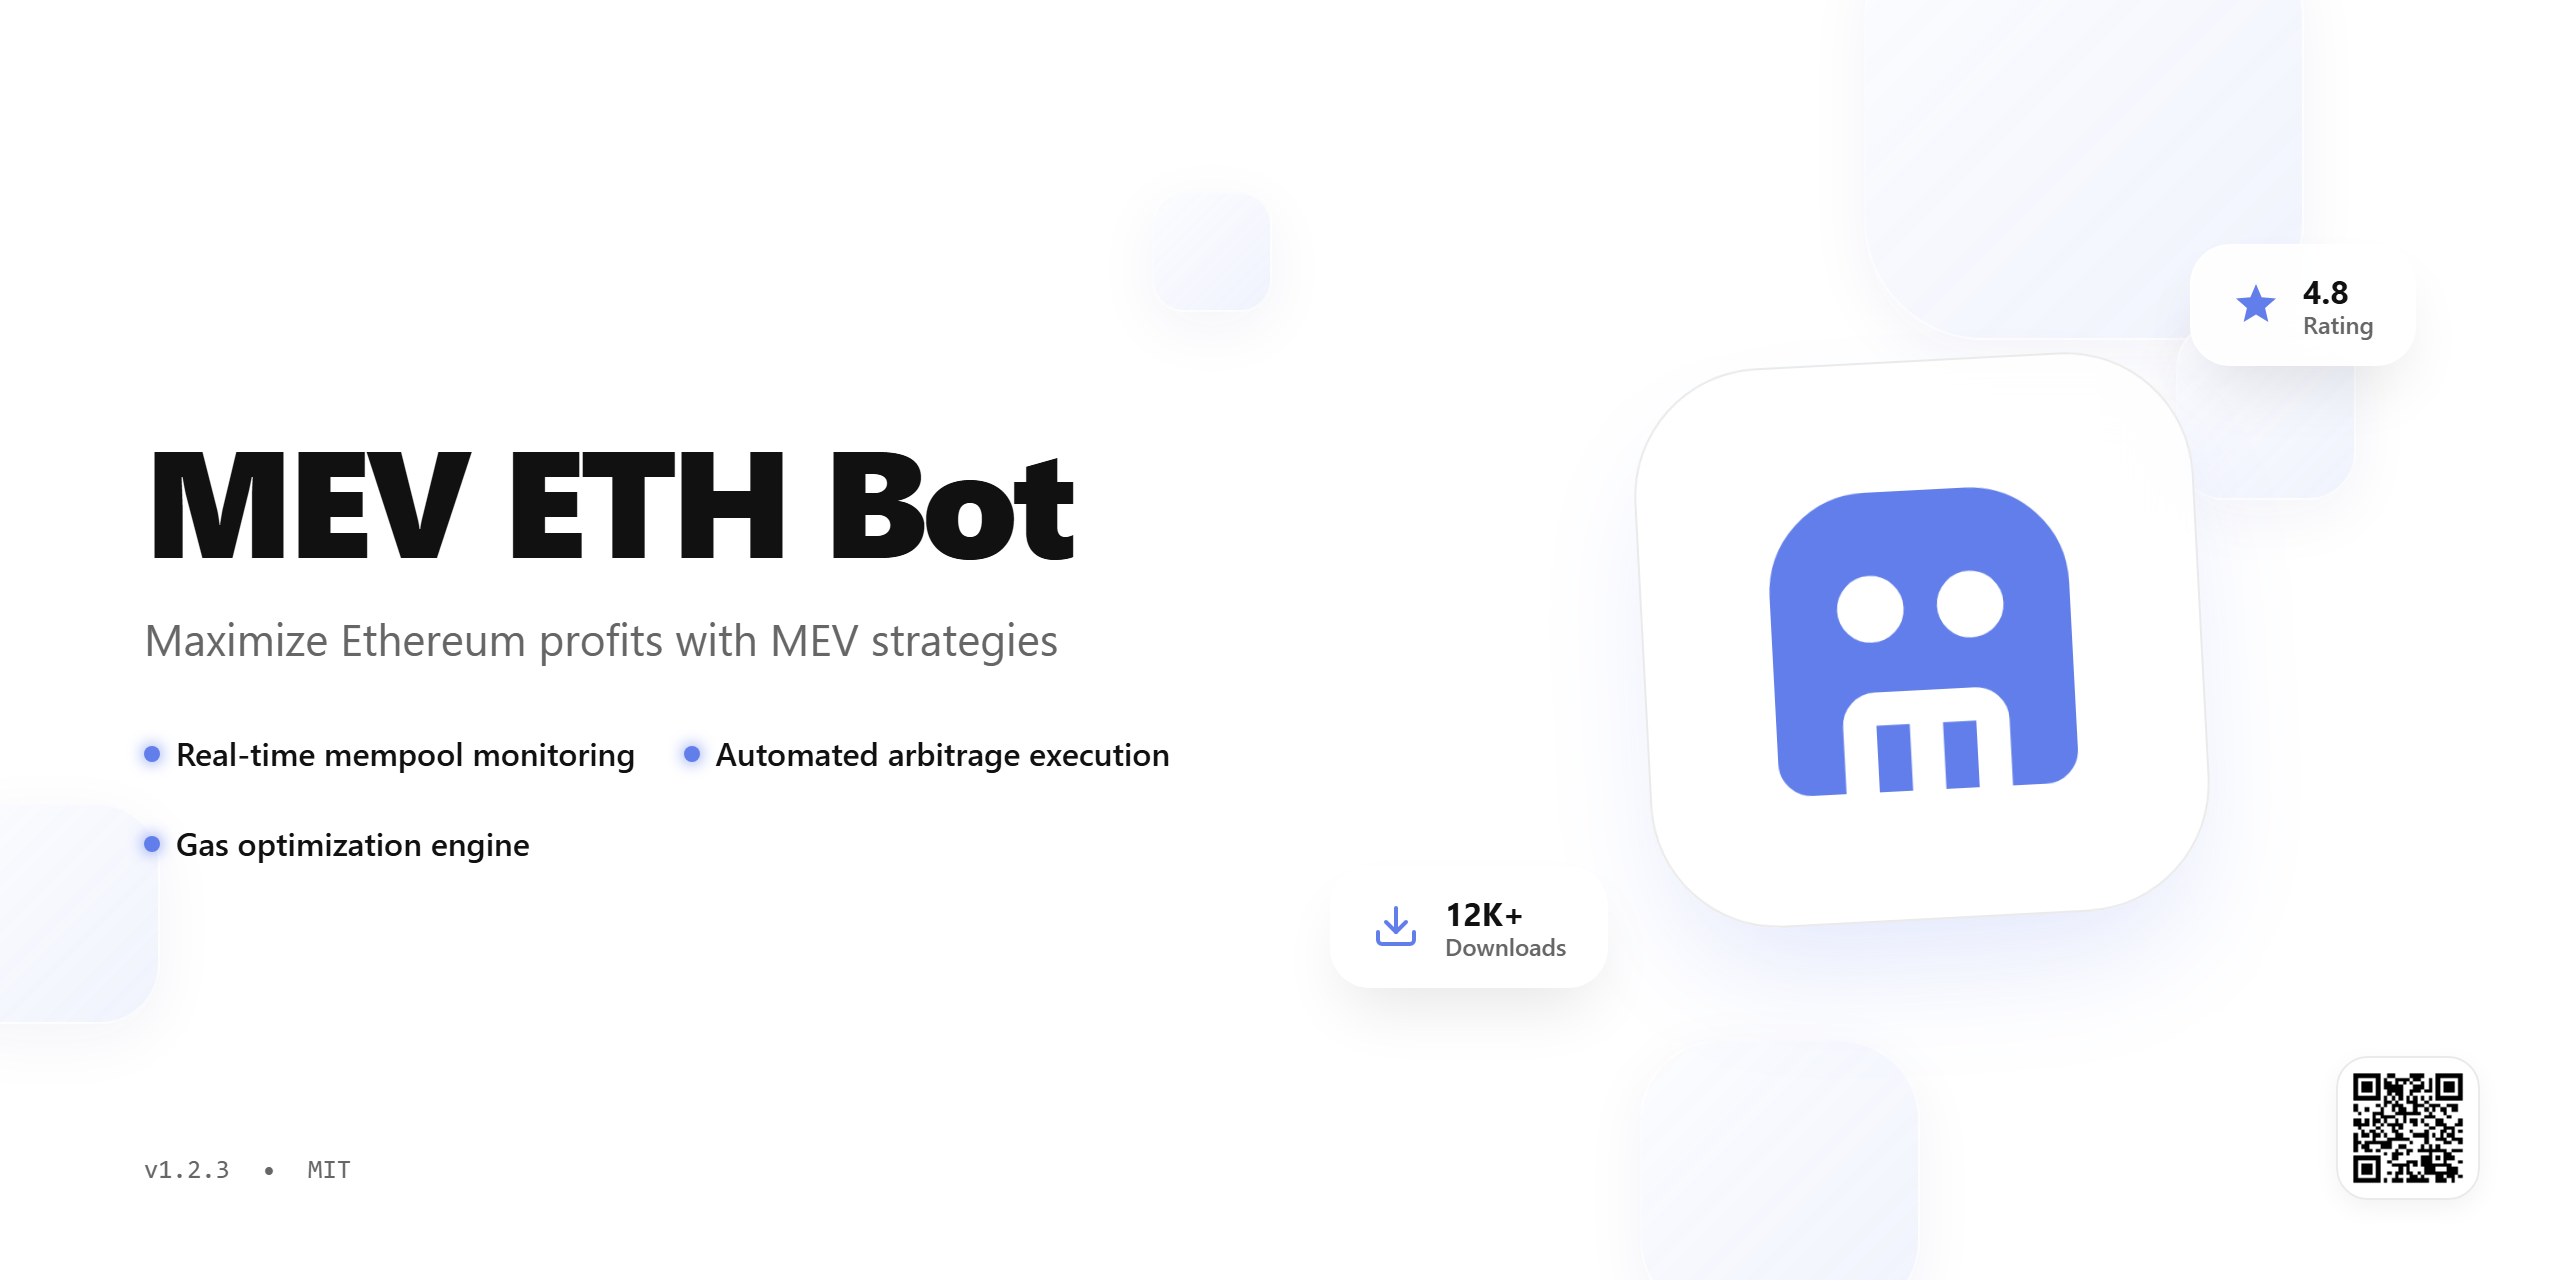 MEV ETH Bot
Maximize Ethereum profits with MEV strategies
Real-time mempool monitoring
Automated arbitrage execution
Gas optimization engine
4.8
Rating
12K+
Downloads
v1.2.3 • MIT